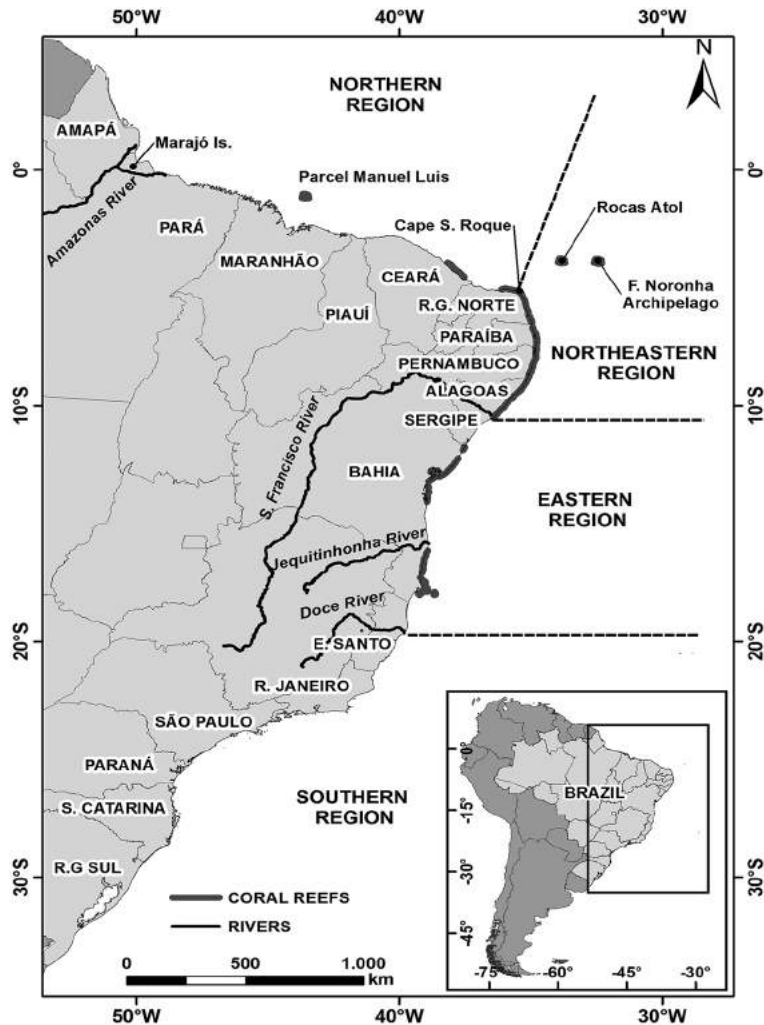 50°W
40°W
30°W
NORTHERN
REGION
N
AMAPÁ
Marajó Is.
0°
Parcel Manuel Luis
Amazonas River
PARÁ
Cape S. Roque
Rocas Atol
MARANHÃO
CEARÁ
F. Noronha
Archipelago
R.G. NORTE
PIAUÍ
PARAÍBA
NORTHEASTERN
REGION
PERNAMBUCO
ALAGOAS
10°S
SERGIPE
S. Francisco River
BAHIA
EASTERN
REGION
Jequitinhonha River
Doce River
20°S
E. SANTO
R. JANEIRO
SÃO PAULO
PARANÁ
SOUTHERN
REGION
S. CATARINA
R.G SUL
30°S
CORAL REEFS
RIVERS
0
500
1.000
km
BRAZIL
0°
-15°
-30°
-45°
-75°
-60°
-45°
-30°
0°
10°S
20°S
30°S
50°W
40°W
30°W